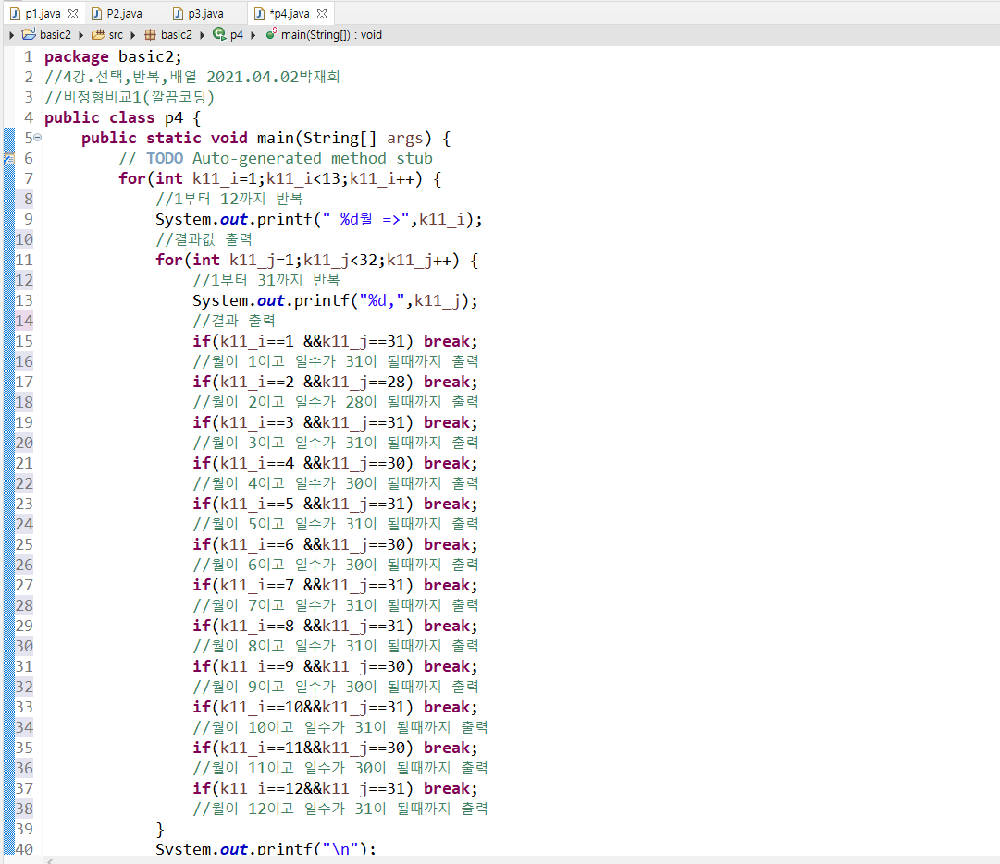 p1.java P2.java p3.java *p4.java
basic2 src basic2 p4 main(String[]) : void
1 package basic2;
2 //4강.선택,반복,배열 2021.04.02박재희
3 //비정형비교1(깔끔코딩)
4 public class p4 {
5 public static void main(String[] args) {
6 // TODO Auto-generated method stub
7 for(int k11_i=1;k11_i<13;k11_i++) {
8 //1부터 12까지 반복
9 System.out.printf(" %d월 =>",k11_i);
10 //결과값 출력
11 for(int k11_j=1;k11_j<32;k11_j++) {
12 //1부터 31까지 반복
13 System.out.printf("%d,",k11_j);
14 //결과 출력
15 if(k11_i==1 &&k11_j==31) break;
16 //월이 1이고 일수가 31이 될때까지 출력
17 if(k11_i==2 &&k11_j==28) break;
18 //월이 2이고 일수가 28이 될때까지 출력
19 if(k11_i==3 &&k11_j==31) break;
20 //월이 3이고 일수가 31이 될때까지 출력
21 if(k11_i==4 &&k11_j==30) break;
22 //월이 4이고 일수가 30이 될때까지 출력
23 if(k11_i==5 &&k11_j==31) break;
24 //월이 5이고 일수가 31이 될때까지 출력
25 if(k11_i==6 &&k11_j==30) break;
26 //월이 6이고 일수가 30이 될때까지 출력
27 if(k11_i==7 &&k11_j==31) break;
28 //월이 7이고 일수가 31이 될때까지 출력
29 if(k11_i==8 &&k11_j==31) break;
30 //월이 8이고 일수가 31이 될때까지 출력
31 if(k11_i==9 &&k11_j==30) break;
32 //월이 9이고 일수가 30이 될때까지 출력
33 if(k11_i==10&&k11_j==31) break;
34 //월이 10이고 일수가 31이 될때까지 출력
35 if(k11_i==11&&k11_j==30) break;
36 //월이 11이고 일수가 30이 될때까지 출력
37 if(k11_i==12&&k11_j==31) break;
38 //월이 12이고 일수가 31이 될때까지 출력
39 }
40 System.out.printf("\n");